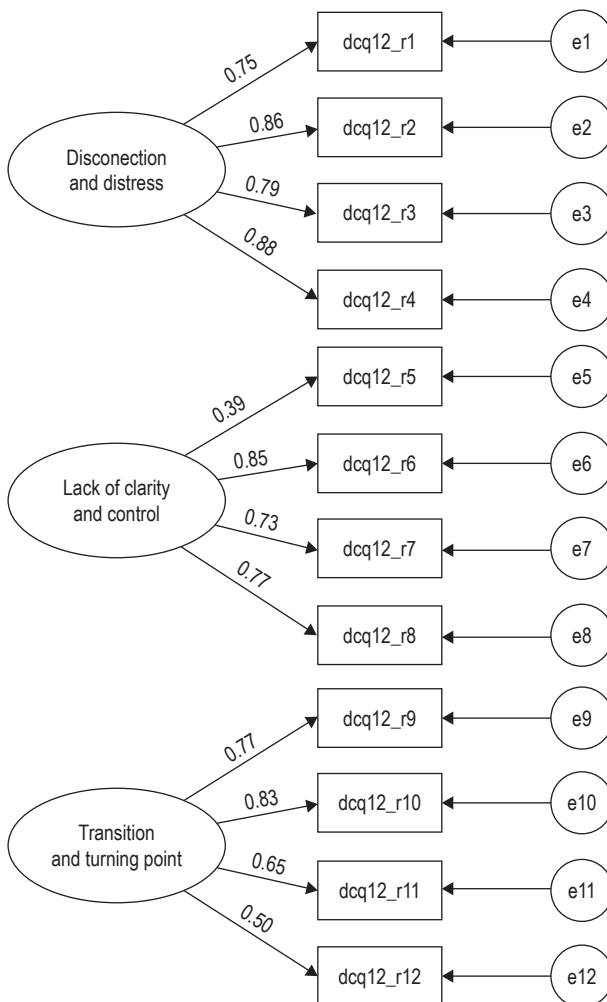 dcq12_r1
e1
0.75
dcq12_r2
e2
0.86
Disconection
and distress
0.79
dcq12_r3
e3
0.88
dcq12_r4
e4
dcq12_r5
e5
0.39
dcq12_r6
e6
0.85
Lack of clarity
and control
0.73
dcq12_r7
e7
0.77
dcq12_r8
e8
dcq12_r9
e9
0.77
dcq12_r10
e10
0.83
Transition
and turning point
0.65
dcq12_r11
e11
0.50
dcq12_r12
e12